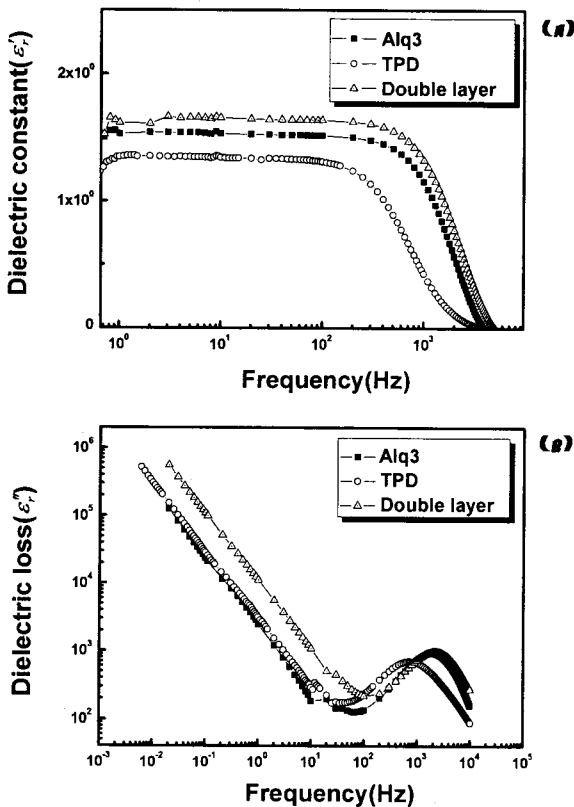 Alq3
TPD
Double layer
Dielectric constant(ε′r)
2x10⁰
1x10⁰
0
10⁰ 10¹ 10² 10³
Frequency(Hz)
Alq3
TPD
Double layer
Dielectric loss(ε″r)
10⁶
10⁵
10⁴
10³
10²
10⁻³ 10⁻² 10⁻¹ 10⁰ 10¹ 10² 10³ 10⁴ 10⁵
Frequency(Hz)